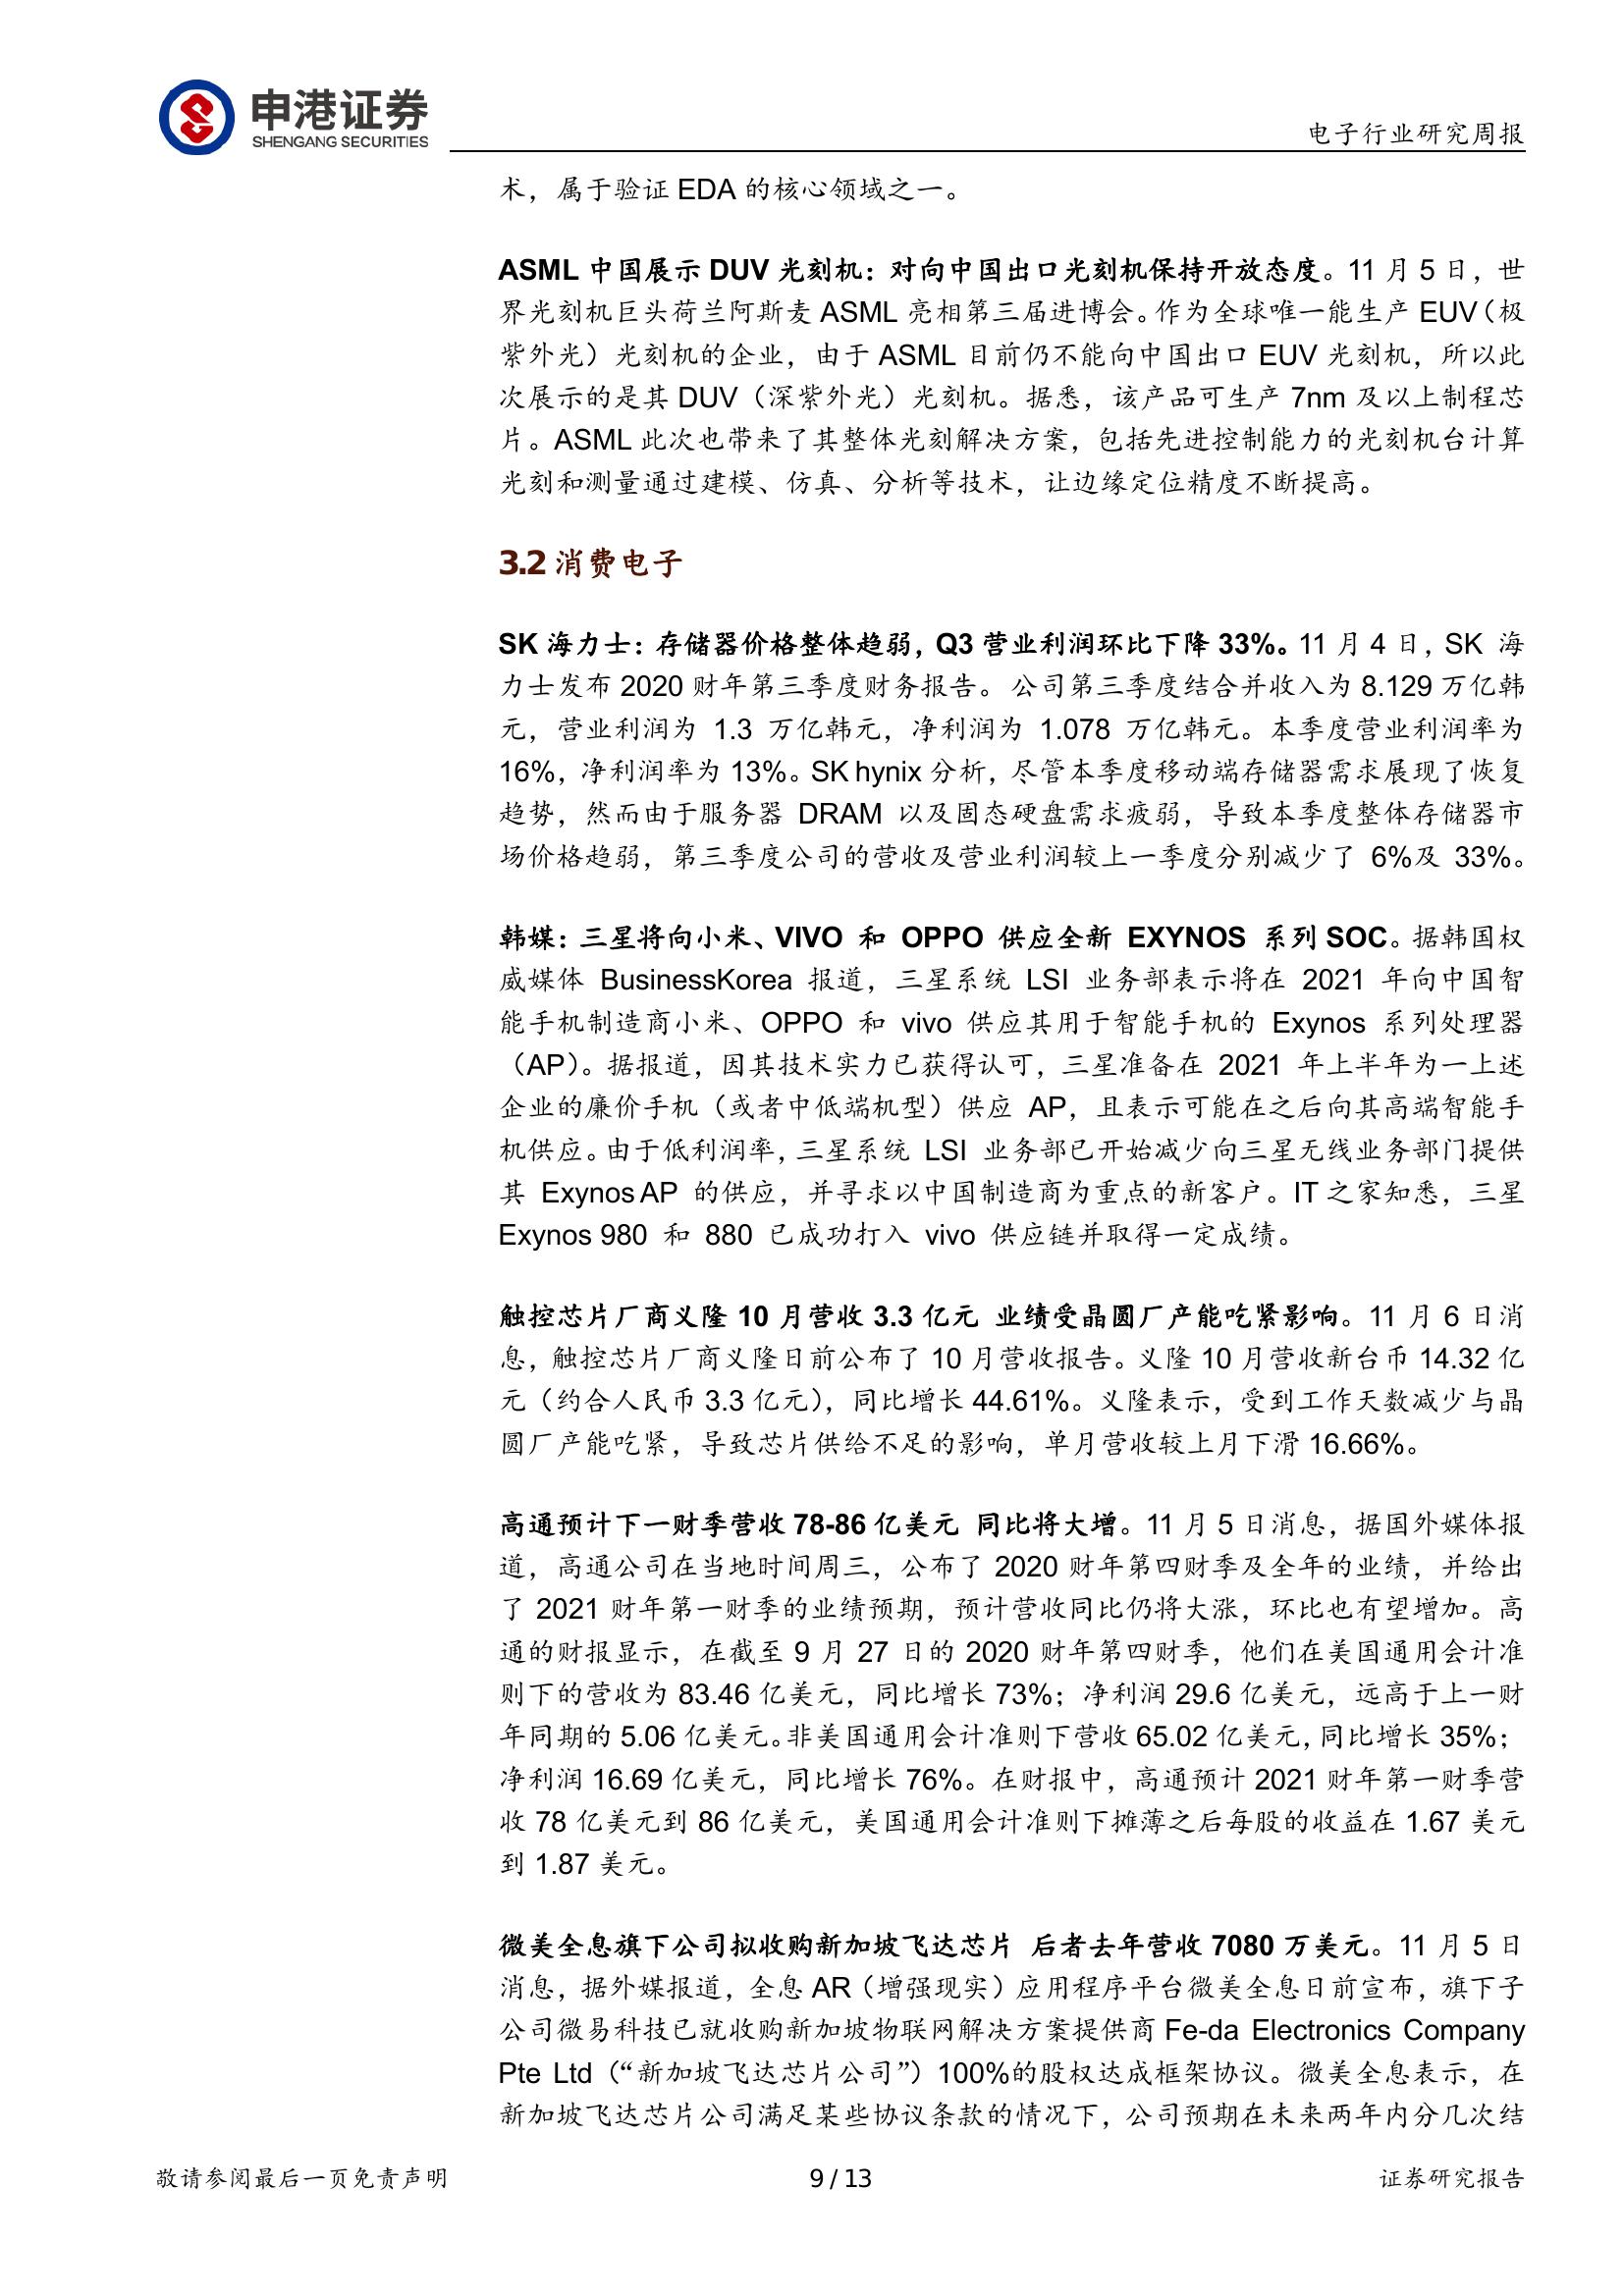 申港证券
SHENGANG SECURITIES
电子行业研究周报
术，属于验证 EDA 的核心领域之一。
ASML 中国展示 DUV 光刻机：对向中国出口光刻机保持开放态度。11 月 5 日，世
界光刻机巨头荷兰阿斯麦 ASML 亮相第三届进博会。作为全球唯一能生产 EUV（极
紫外光）光刻机的企业，由于 ASML 目前仍不能向中国出口 EUV 光刻机，所以此
次展示的是其 DUV（深紫外光）光刻机。据悉，该产品可生产 7nm 及以上制程芯
片。ASML 此次也带来了其整体光刻解决方案，包括先进控制能力的光刻机台计算
光刻和测量通过建模、仿真、分析等技术，让边缘定位精度不断提高。
3.2 消费电子
SK 海力士：存储器价格整体趋弱，Q3 营业利润环比下降 33%。11 月 4 日，SK 海
力士发布 2020 财年第三季度财务报告。 公司第三季度结合并收入为 8.129 万亿韩
元，营业利润为 1.3 万亿韩元，净利润为 1.078 万亿韩元。本季度营业利润率为
16%，净利润率为 13%。SK hynix 分析，尽管本季度移动端存储器需求展现了恢复
趋势，然而由于服务器 DRAM 以及固态硬盘需求疲弱，导致本季度整体存储器市
场价格趋弱，第三季度公司的营收及营业利润较上一季度分别减少了 6%及 33%。
韩媒：三星将向小米、VIVO 和 OPPO 供应全新 EXYNOS 系列 SOC。据韩国权
威媒体 BusinessKorea 报道，三星系统 LSI 业务部表示将在 2021 年向中国智
能手机制造商小米、OPPO 和 vivo 供应其用于智能手机的 Exynos 系列处理器
（AP）。据报道，因其技术实力已获得认可，三星准备在 2021 年上半年为一上述
企业的廉价手机（或者中低端机型）供应 AP，且表示可能在之后向其高端智能手
机供应。由于低利润率，三星系统 LSI 业务部已开始减少向三星无线业务部门提供
其 Exynos AP 的供应，并寻求以中国制造商为重点的新客户。IT 之家知悉，三星
Exynos 980 和 880 已成功打入 vivo 供应链并取得一定成绩。
触控芯片厂商义隆 10 月营收 3.3 亿元 业绩受晶圆厂产能吃紧影响。11 月 6 日消
息，触控芯片厂商义隆日前公布了 10 月营收报告。义隆 10 月营收新台币 14.32 亿
元（约合人民币 3.3 亿元），同比增长 44.61%。义隆表示，受到工作天数减少与晶
圆厂产能吃紧，导致芯片供给不足的影响，单月营收较上月下滑 16.66%。
高通预计下一财季营收 78-86 亿美元 同比将大增。11 月 5 日消息，据国外媒体报
道，高通公司在当地时间周三，公布了 2020 财年第四财季及全年的业绩，并给出
了 2021 财年第一财季的业绩预期，预计营收同比仍将大涨，环比也有望增加。高
通的财报显示，在截至 9 月 27 日的 2020 财年第四财季，他们在美国通用会计准
则下的营收为 83.46 亿美元，同比增长 73%；净利润 29.6 亿美元，远高于上一财
年同期的 5.06 亿美元。非美国通用会计准则下营收 65.02 亿美元，同比增长 35%；
净利润 16.69 亿美元，同比增长 76%。在财报中，高通预计 2021 财年第一财季营
收 78 亿美元到 86 亿美元，美国通用会计准则下摊薄之后每股的收益在 1.67 美元
到 1.87 美元。
微美全息旗下公司拟收购新加坡飞达芯片 后者去年营收 7080 万美元。11 月 5 日
消息，据外媒报道，全息 AR（增强现实）应用程序平台微美全息日前宣布，旗下子
公司微易科技已就收购新加坡物联网解决方案提供商 Fe-da Electronics Company
Pte Ltd（“新加坡飞达芯片公司”）100%的股权达成框架协议。微美全息表示，在
新加坡飞达芯片公司满足某些协议条款的情况下，公司预期在未来两年内分几次结
敬请参阅最后一页免责声明
9 / 13
证券研究报告